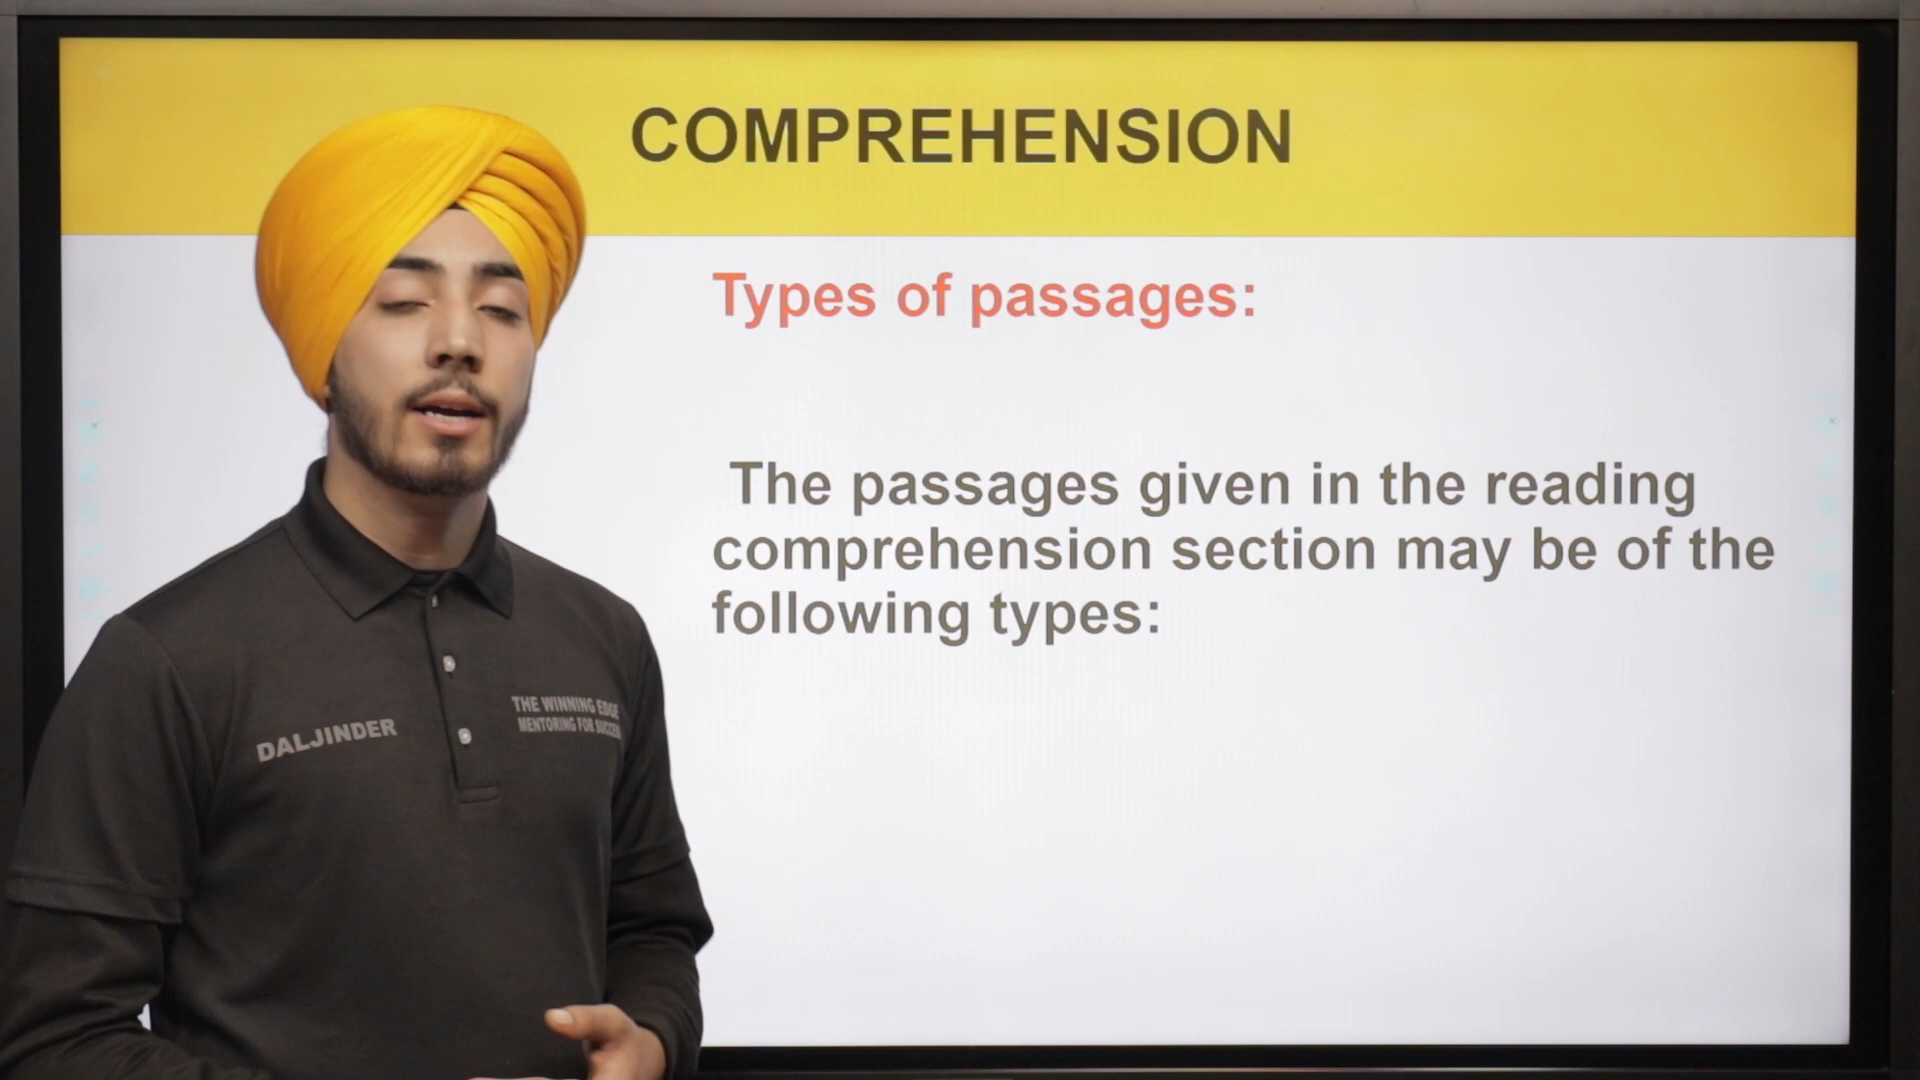 COMPREHENSION
Types of passages:
The passages given in the reading
comprehension section may be of the
following types:
DALJINDER
THE WINNING EDGE
MENTORING FOR